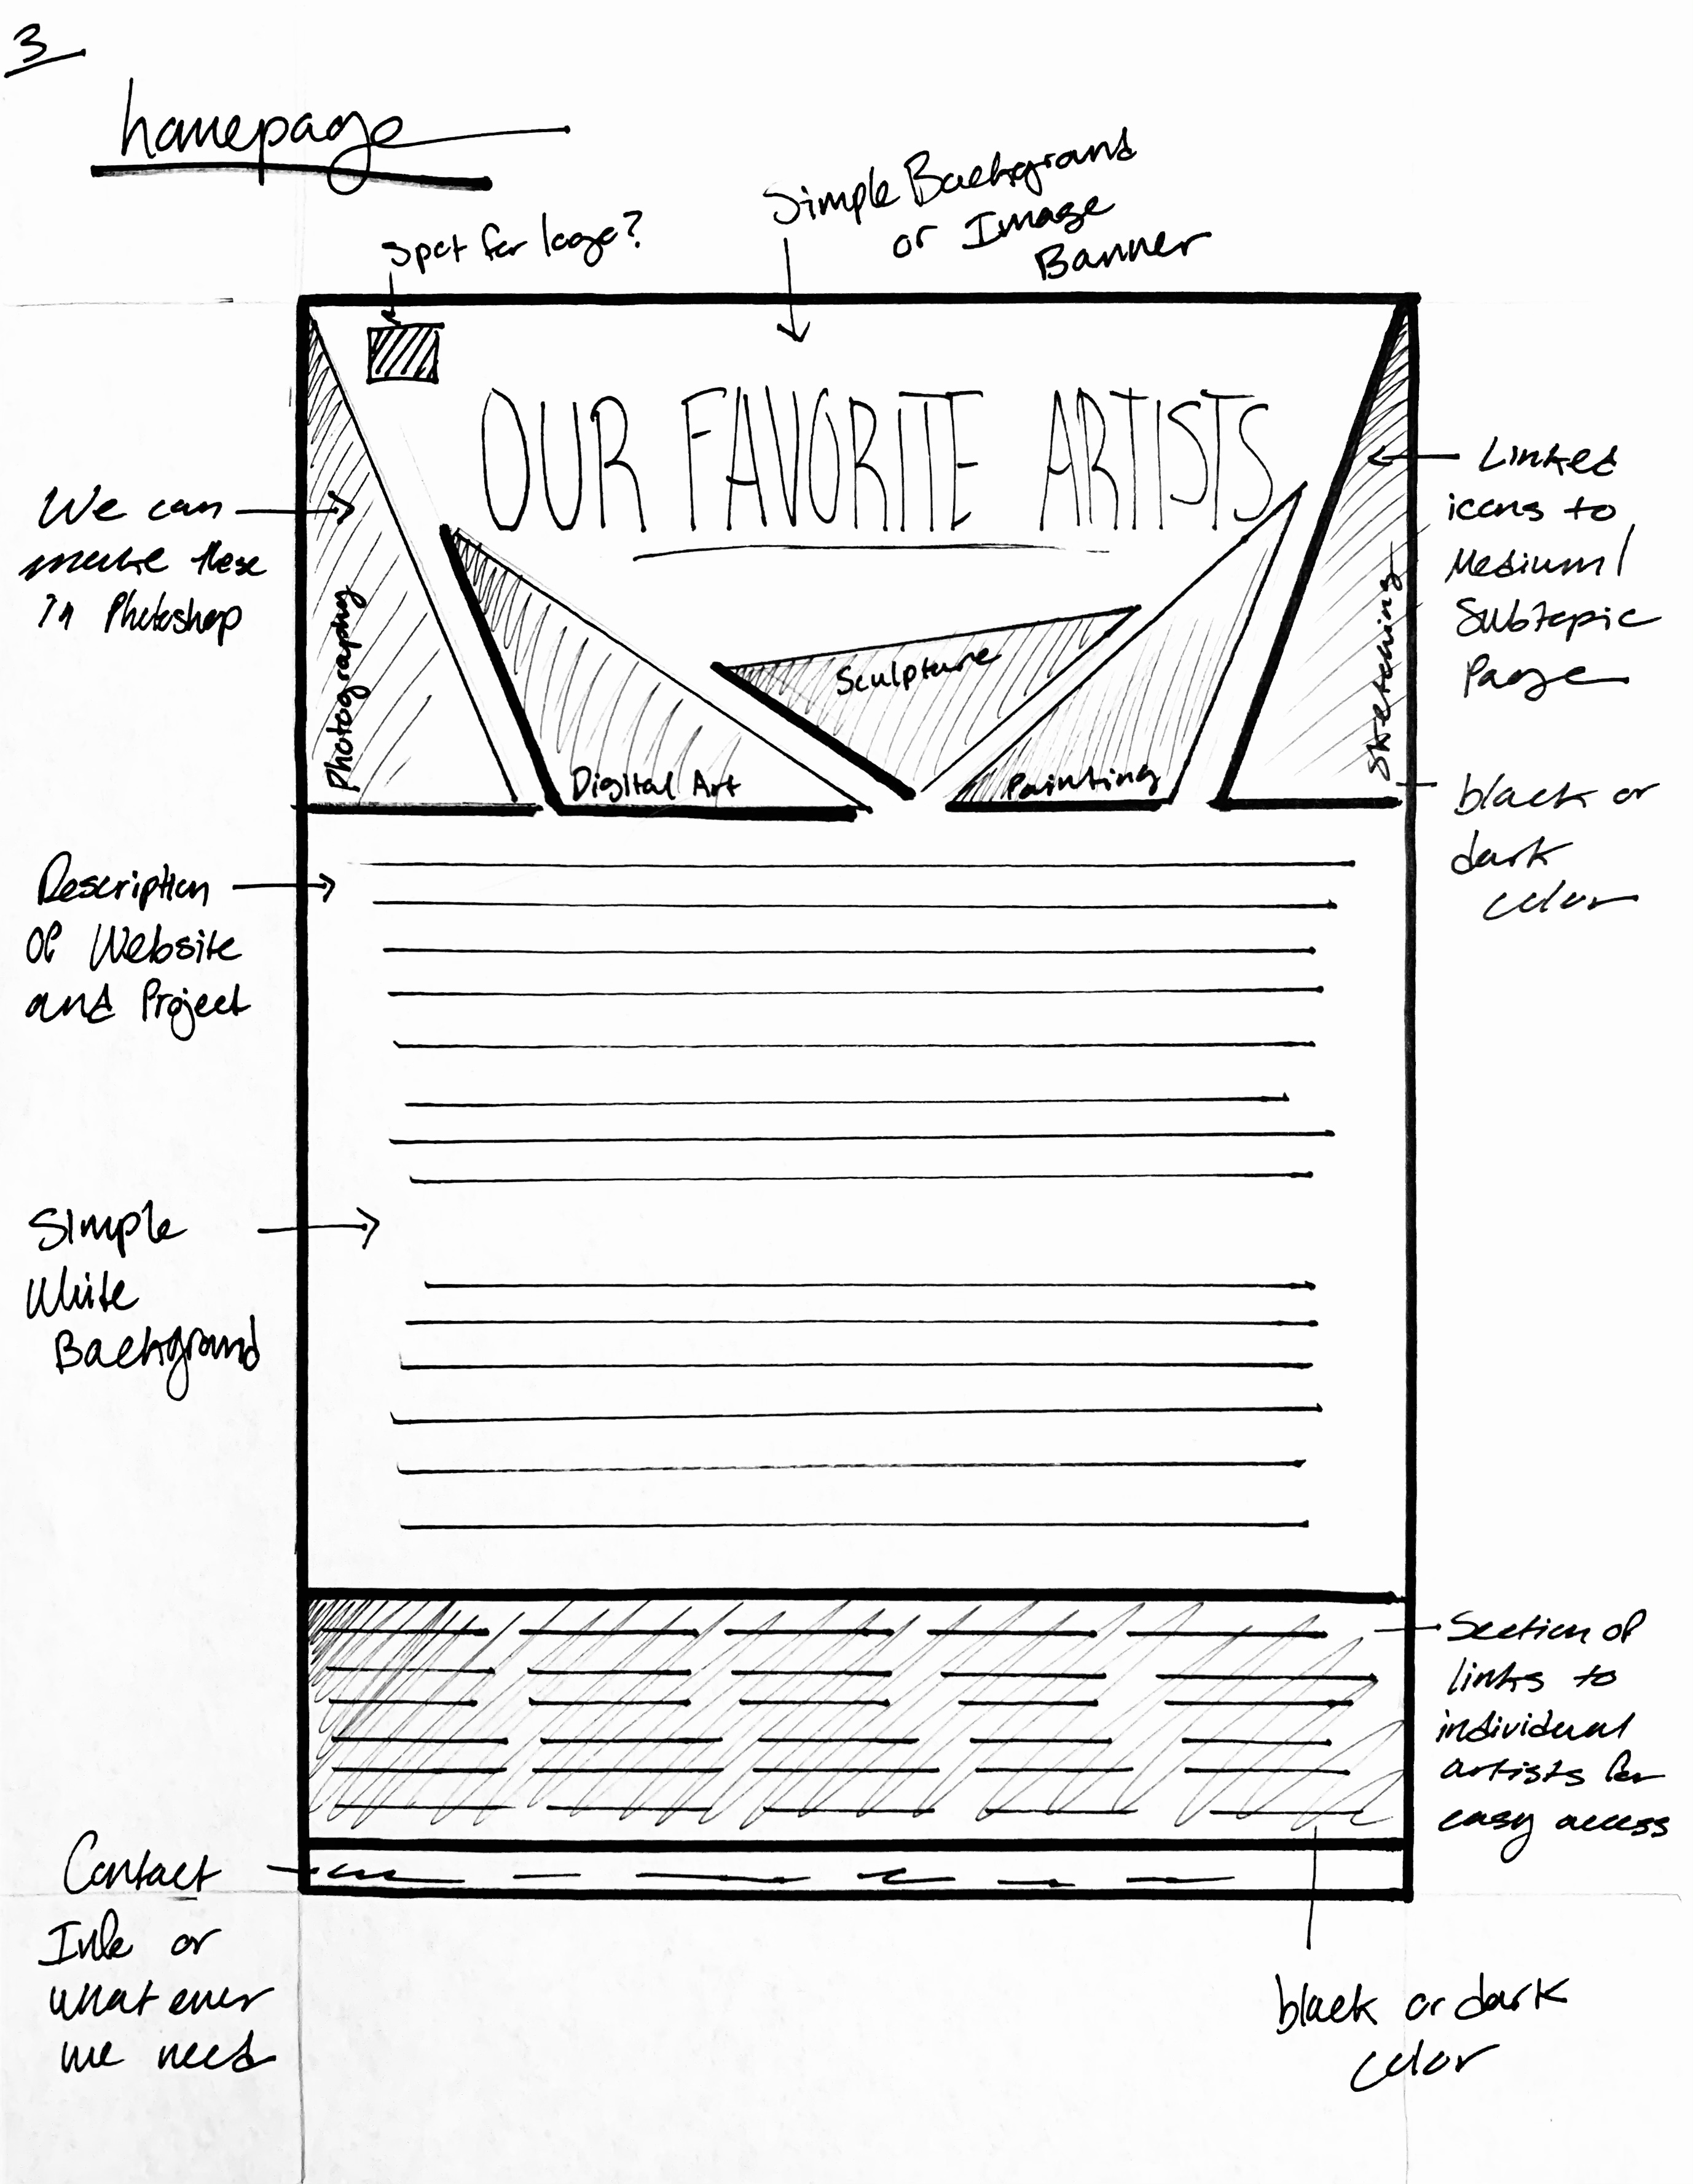 3
homepage
Spot for logo?
Simple Background
or Image
Banner
OUR FAVORITE ARTISTS
We can
make these
in Photoshop
Photography
Digital Art
Sculpture
Painting
Sketching
Linked
icons to
Medium/
Subtopic
Page
black or
dark
color
Description
of Website
and Project
Simple
White
Background
Section of
links to
individual
artists for
easy access
Contact
Info or
whatever
we need
black or dark
color